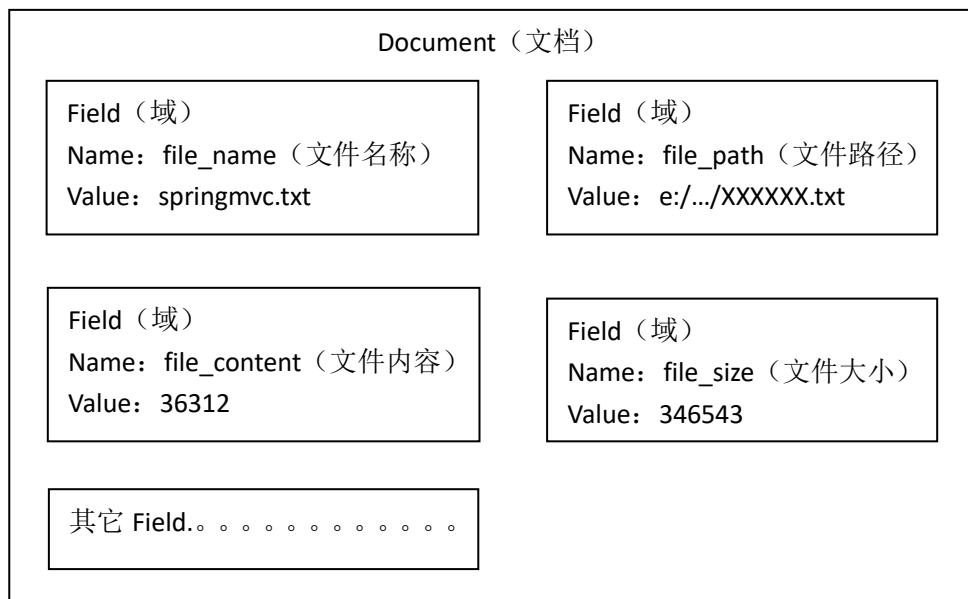 Document（文档）
Field（域）
Name：file_name（文件名称）
Value：springmvc.txt
Field（域）
Name：file_path（文件路径）
Value：e:/…/XXXXXX.txt
Field（域）
Name：file_content（文件内容）
Value：36312
Field（域）
Name：file_size（文件大小）
Value：346543
其它 Field.。。。。。。。。。。。。